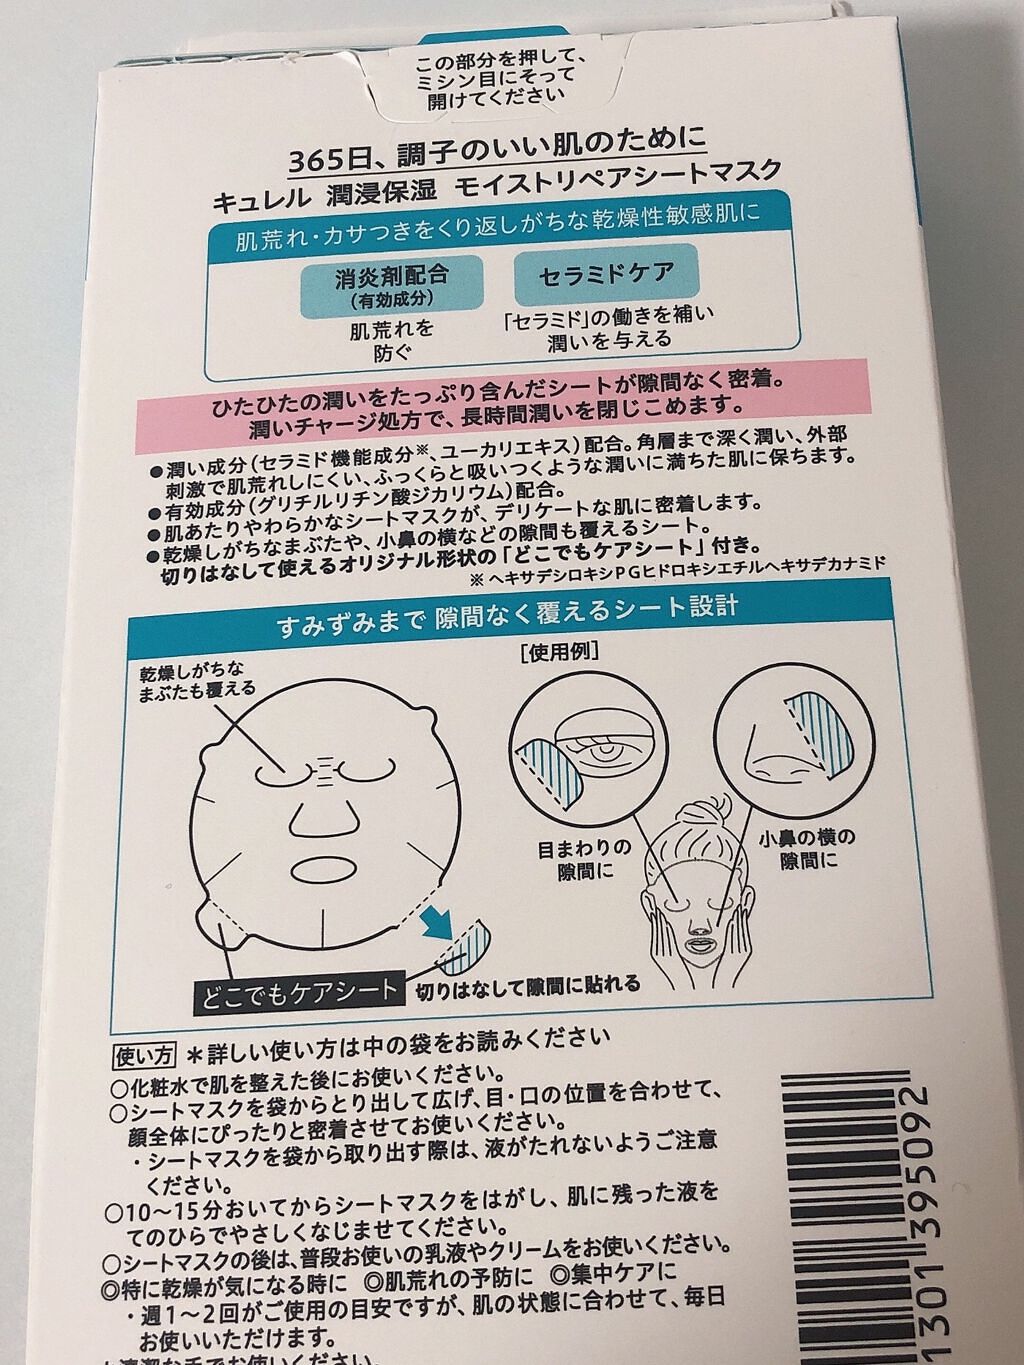 この部分を押して、
ミシン目にそって
開けてください
365日、調子のいい肌のために
キュレル 潤浸保湿 モイストリペアシートマスク
肌荒れ・カサつきをくり返しがちな乾燥性敏感肌に
消炎剤配合
(有効成分)
肌荒れを
防ぐ
セラミドケア
「セラミド」の働きを補い
潤いを与える
ひたひたの潤いをたっぷり含んだシートが隙間なく密着。
潤いチャージ処方で、長時間潤いを閉じこめます。
●潤い成分(セラミド機能成分※、ユーカリエキス)配合。角層まで深く潤い、外部
刺激で肌荒れしにくい、ふっくらと吸いつくような潤いに満ちた肌に保ちます。
●有効成分(グリチルリチン酸ジカリウム)配合。
●肌あたりやわらかなシートマスクが、デリケートな肌に密着します。
●乾燥しがちなまぶたや、小鼻の横などの隙間も覆えるシート。
切りはなして使えるオリジナル形状の「どこでもケアシート」付き。
※ ヘキサデシロキシPGヒドロキシエチルヘキサデカナミド
すみずみまで 隙間なく覆えるシート設計
乾燥しがちな
まぶたも覆える
[使用例]
目まわりの
隙間に
小鼻の横の
隙間に
どこでもケアシート
切りはなして隙間に貼れる
使い方 *詳しい使い方は中の袋をお読みください
○化粧水で肌を整えた後にお使いください。
○シートマスクを袋からとり出して広げ、目・口の位置を合わせて、
顔全体にぴったりと密着させてお使いください。
・シートマスクを袋から取り出す際は、液がたれないようご注意
ください。
○10〜15分おいてからシートマスクをはがし、肌に残った液を
てのひらでやさしくなじませてください。
○シートマスクの後は、普段お使いの乳液やクリームをお使いください。
◎特に乾燥が気になる時に ◎肌荒れの予防に ◎集中ケアに
・週1〜2回がご使用の目安ですが、肌の状態に合わせて、毎日
お使いいただけます。
*清潔な手でお使いください。
1301 395092